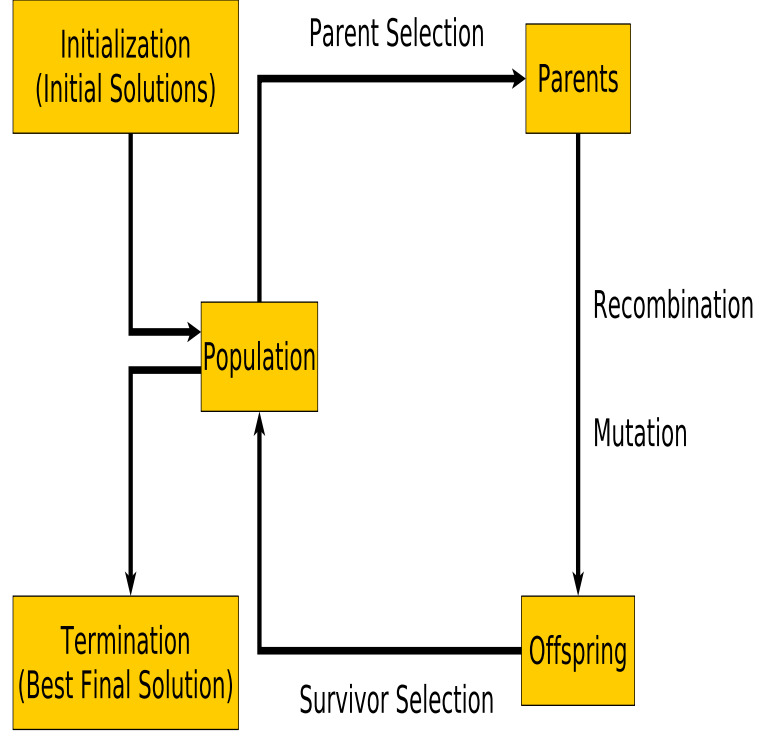 Initialization
(Initial Solutions)
Parent Selection
Parents
Recombination
Population
Mutation
Termination
(Best Final Solution)
Offspring
Survivor Selection